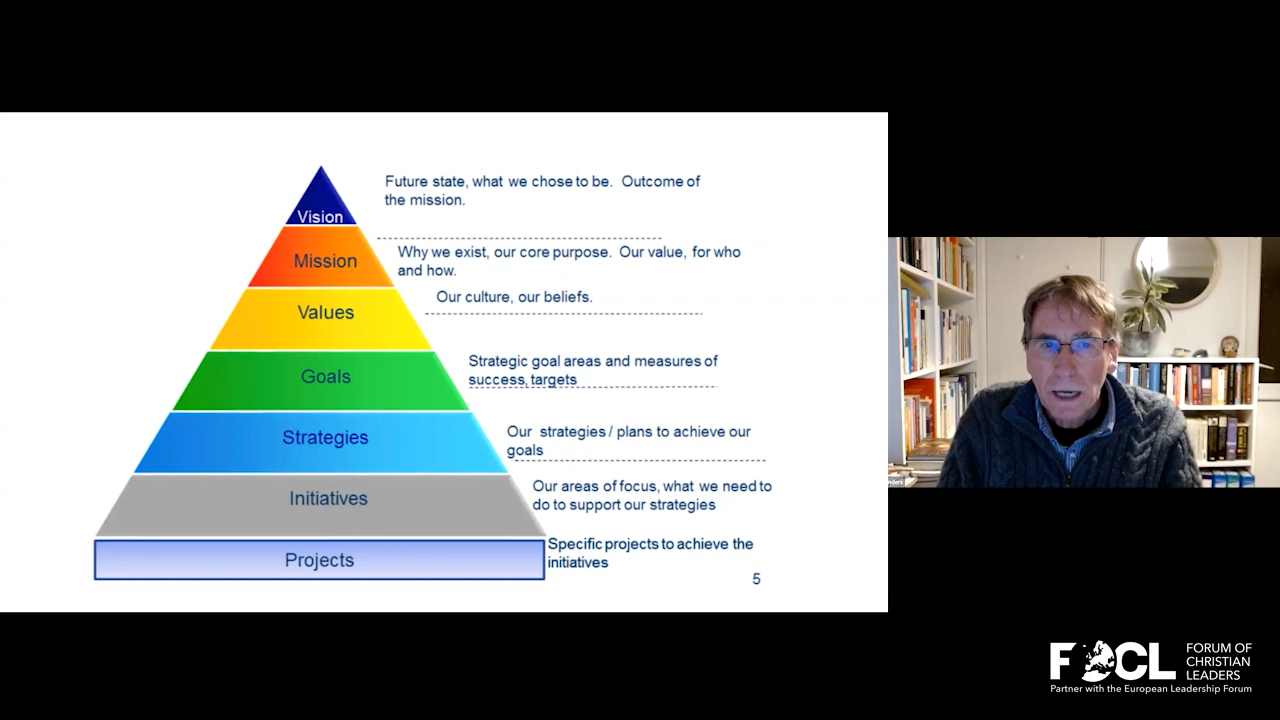 Vision
Future state, what we chose to be. Outcome of
the mission.
Mission
Why we exist, our core purpose. Our value, for who
and how.
Values
Our culture, our beliefs.
Goals
Strategic goal areas and measures of
success, targets
Strategies
Our strategies / plans to achieve our
goals
Initiatives
Our areas of focus, what we need to
do to support our strategies
Projects
Specific projects to achieve the
initiatives
5
FOCL
FORUM OF
CHRISTIAN
LEADERS
Partner with the European Leadership Forum